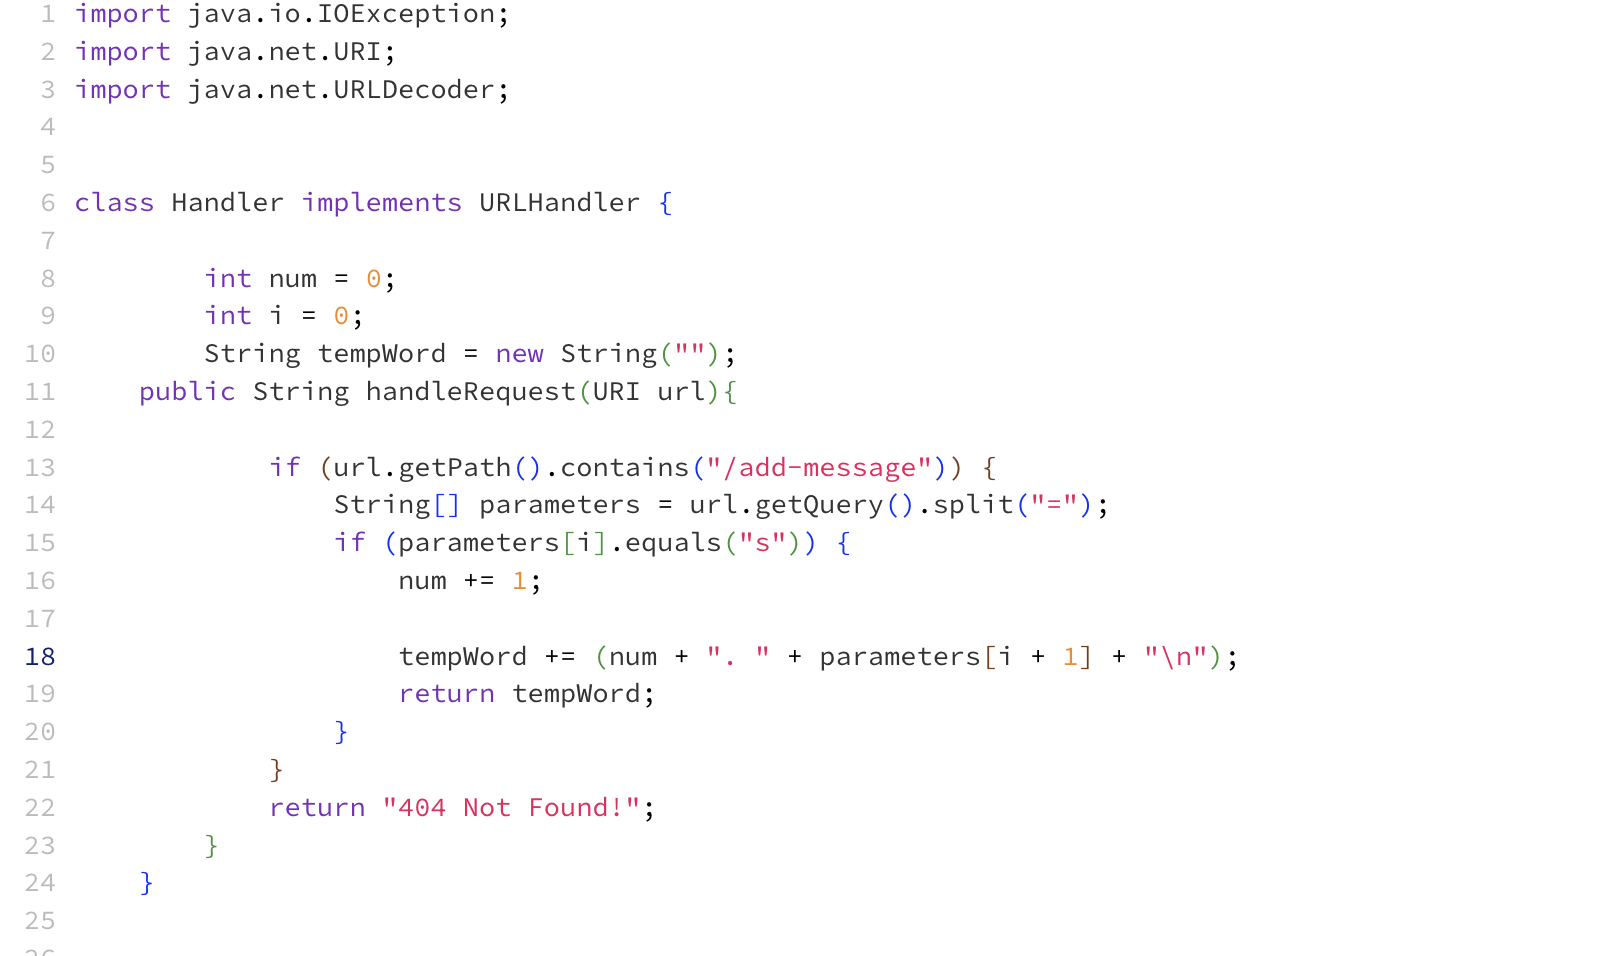 1 import java.io.IOException;
2 import java.net.URI;
3 import java.net.URLDecoder;
4
5
6 class Handler implements URLHandler {
7
8         int num = 0;
9         int i = 0;
10         String tempWord = new String("");
11     public String handleRequest(URI url){
12
13             if (url.getPath().contains("/add-message")) {
14                 String[] parameters = url.getQuery().split("=");
15                 if (parameters[i].equals("s")) {
16                     num += 1;
17
18                     tempWord += (num + ". " + parameters[i + 1] + "\n");
19                     return tempWord;
20                 }
21             }
22             return "404 Not Found!";
23         }
24     }
25